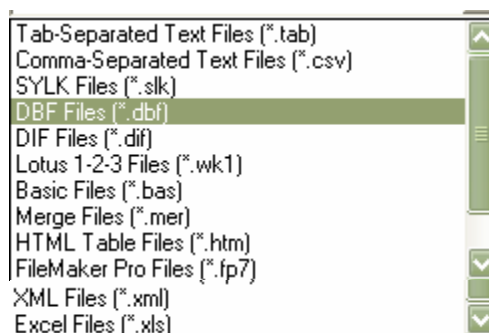 Tab-Separated Text Files (*.tab)
Comma-Separated Text Files (*.csv)
SYLK Files (*.slk)
DBF Files (*.dbf)
DIF Files (*.dif)
Lotus 1-2-3 Files (*.wk1)
Basic Files (*.bas)
Merge Files (*.mer)
HTML Table Files (*.htm)
FileMaker Pro Files (*.fp7)
XML Files (*.xml)
Excel Files (*.xls)